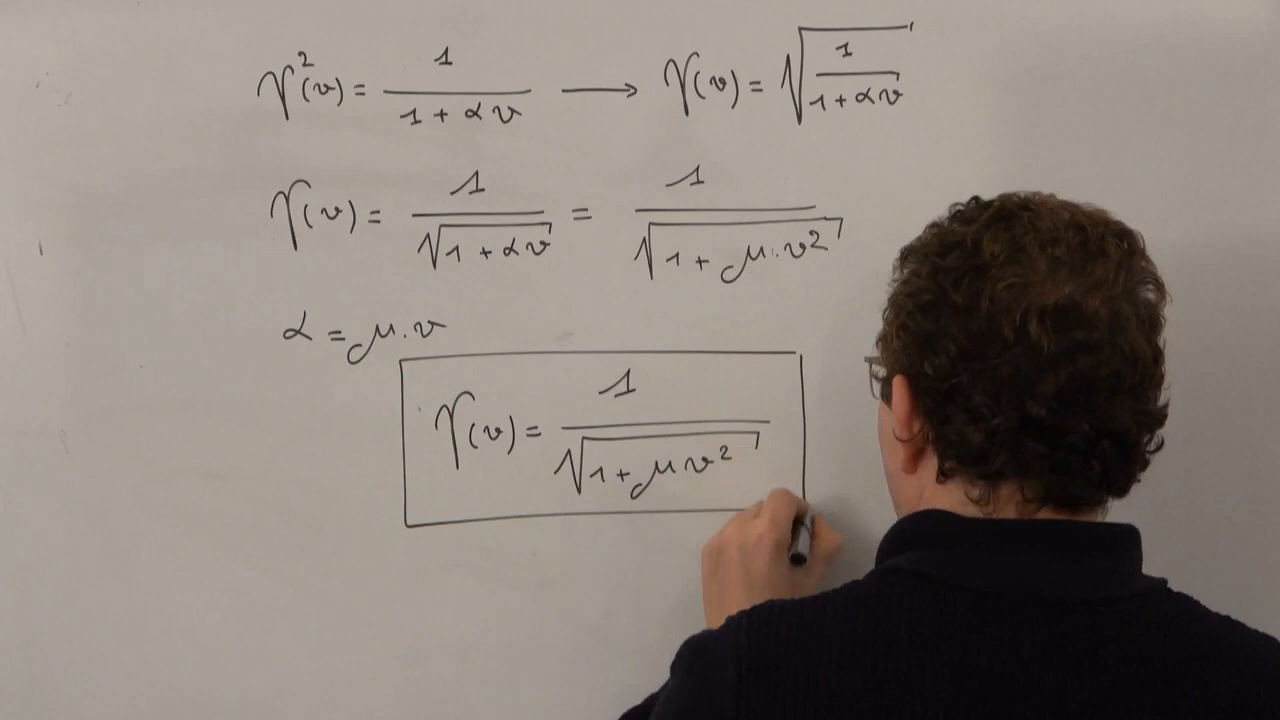 γ²(v) = 1/(1 + αv) ⟶ γ(v) = √(1/(1 + αv))
γ(v) = 1/√(1 + αv) = 1/√(1 + μ.v²)
α = μ.v
γ(v) = 1/√(1 + μv²)